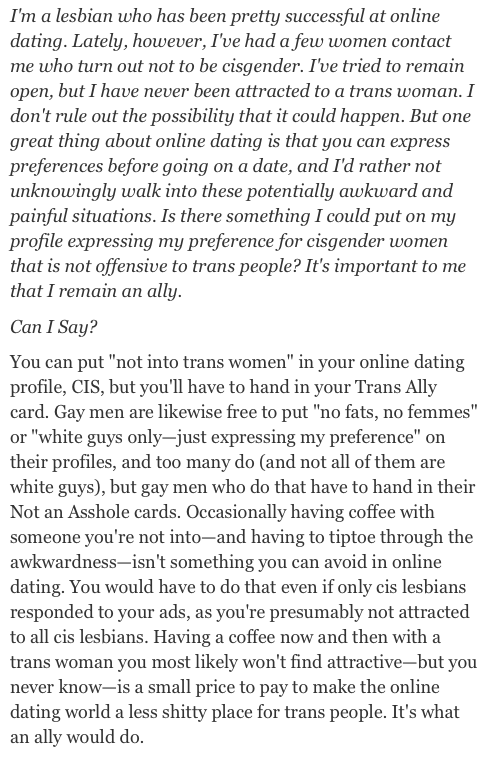 I'm a lesbian who has been pretty successful at online
dating. Lately, however, I've had a few women contact
me who turn out not to be cisgender. I've tried to remain
open, but I have never been attracted to a trans woman. I
don't rule out the possibility that it could happen. But one
great thing about online dating is that you can express
preferences before going on a date, and I'd rather not
unknowingly walk into these potentially awkward and
painful situations. Is there something I could put on my
profile expressing my preference for cisgender women
that is not offensive to trans people? It's important to me
that I remain an ally.
Can I Say?
You can put "not into trans women" in your online dating
profile, CIS, but you'll have to hand in your Trans Ally
card. Gay men are likewise free to put "no fats, no femmes"
or "white guys only—just expressing my preference" on
their profiles, and too many do (and not all of them are
white guys), but gay men who do that have to hand in their
Not an Asshole cards. Occasionally having coffee with
someone you're not into—and having to tiptoe through the
awkwardness—isn't something you can avoid in online
dating. You would have to do that even if only cis lesbians
responded to your ads, as you're presumably not attracted
to all cis lesbians. Having a coffee now and then with a
trans woman you most likely won't find attractive—but you
never know—is a small price to pay to make the online
dating world a less shitty place for trans people. It's what
an ally would do.